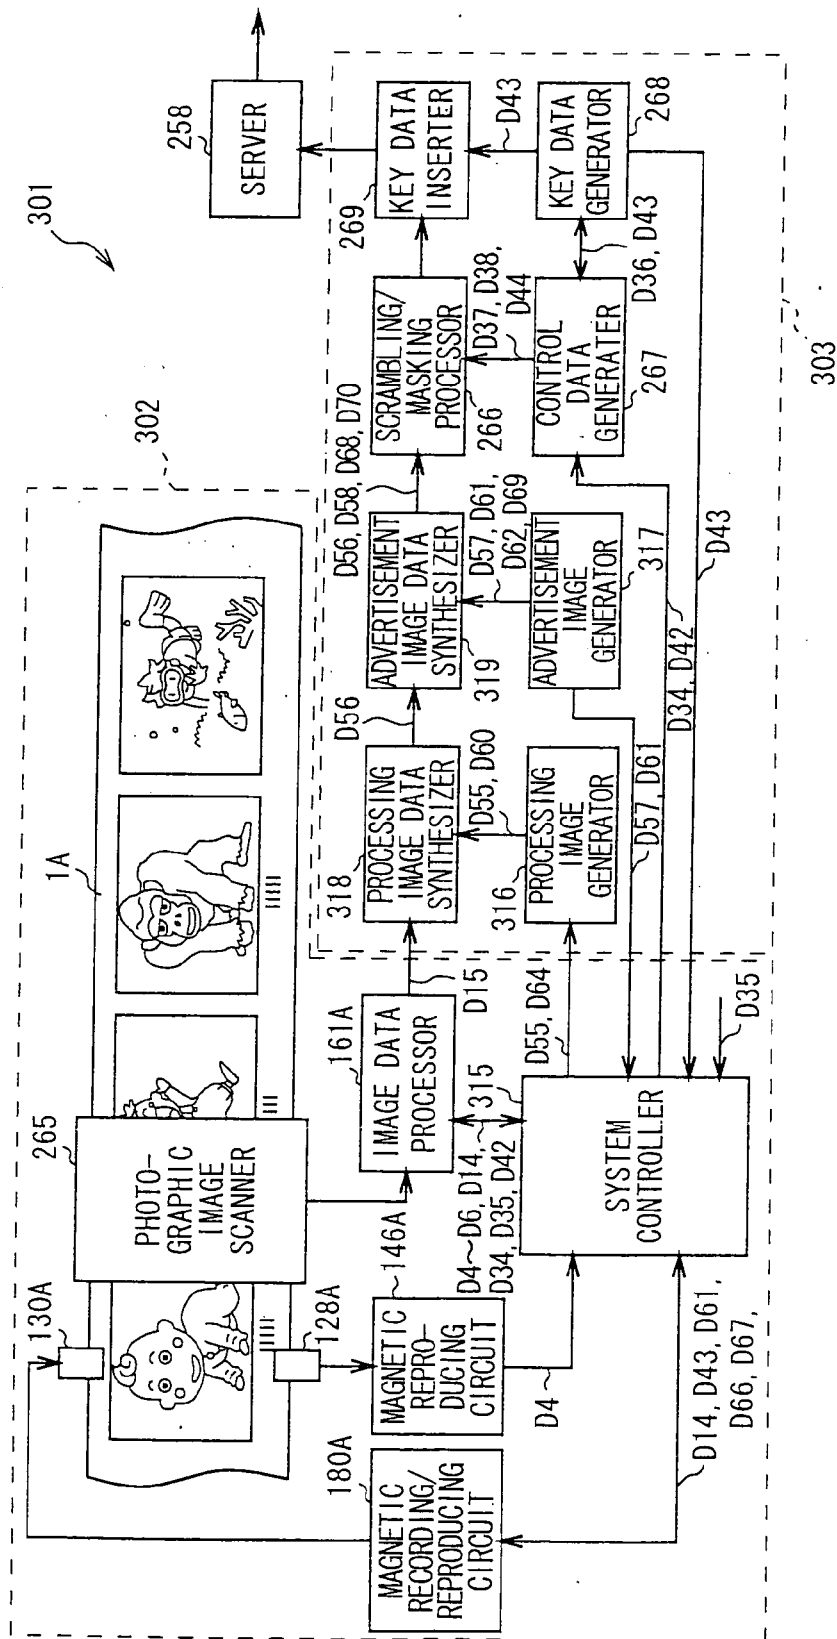 301
302
1A
265
PHOTO-
GRAPHIC
IMAGE
SCANNER
130A
128A
MAGNETIC
REPRO-
DUCING
CIRCUIT
146A
180A
MAGNETIC
RECORDING/
REPRODUCING
CIRCUIT
D4
D14, D43, D61,
D66, D67,
161A
IMAGE DATA
PROCESSOR
D15
D4~D6, D14,
D34, D35, D42
315
SYSTEM
CONTROLLER
D55, D64
D35
318
PROCESSING
IMAGE DATA
SYNTHESIZER
D56
D55, D60
316
PROCESSING
IMAGE
GENERATOR
ADVERTISEMENT
IMAGE DATA
SYNTHESIZER
319
D56, D58, D68, D70
D57, D61,
D62, D69
ADVERTISEMENT
IMAGE
GENERATOR
317
D57, D61
D34, D42
D43
SCRAMBLING/
MASKING
PROCESSOR
266
D37, D38,
D44
CONTROL
DATA
GENERATER
267
D36, D43
269
KEY DATA
INSERTER
D43
KEY DATA
GENERATOR
268
258
SERVER
303